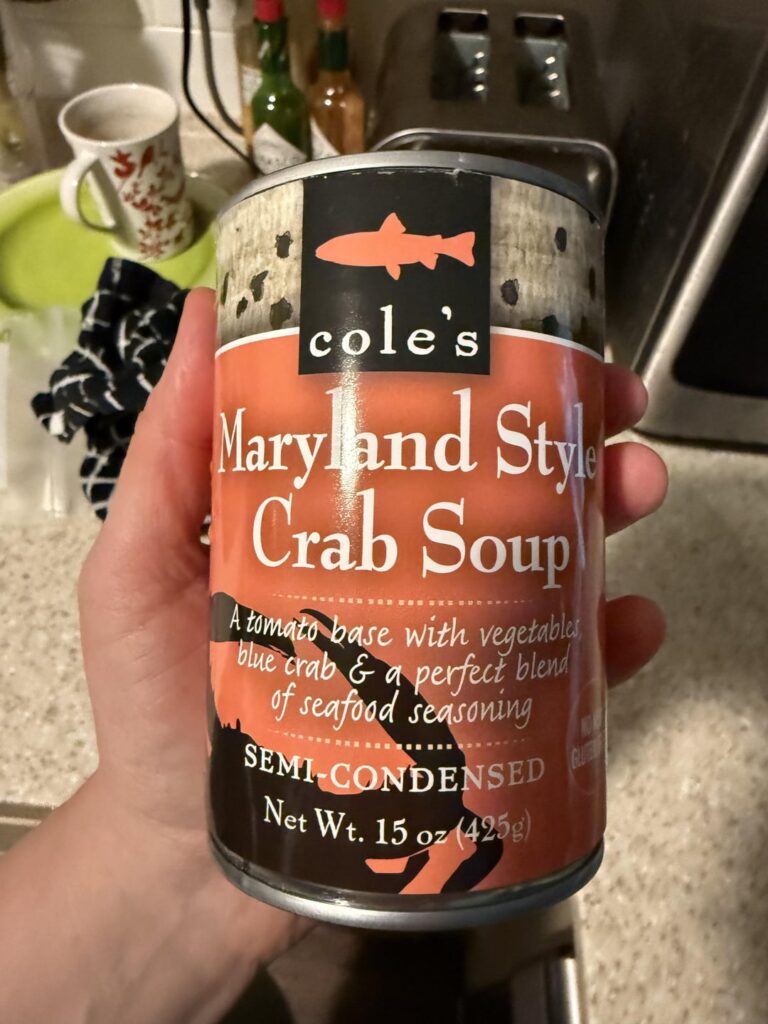 cole's
Maryland Style
Crab Soup
A tomato base with vegetables,
blue crab & a perfect blend
of seafood seasoning
SEMI-CONDENSED
Net Wt. 15 oz (425g)
NO